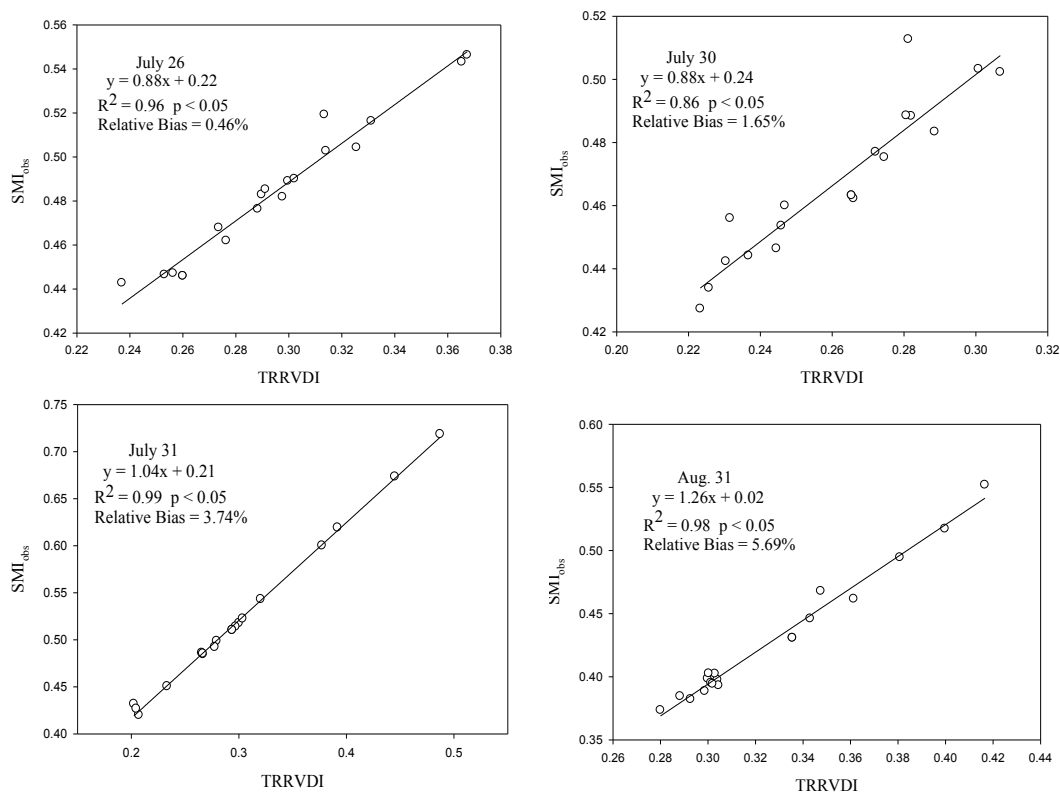 0.56
0.54
0.52
0.50
0.48
0.46
0.44
0.42
SMIobs
July 26
y = 0.88x + 0.22
R2 = 0.96 p < 0.05
Relative Bias = 0.46%
0.22 0.24 0.26 0.28 0.30 0.32 0.34 0.36 0.38
TRRVDI
0.52
0.50
0.48
0.46
0.44
0.42
SMIobs
July 30
y = 0.88x + 0.24
R2 = 0.86 p < 0.05
Relative Bias = 1.65%
0.20 0.22 0.24 0.26 0.28 0.30 0.32
TRRVDI
0.75
0.70
0.65
0.60
0.55
0.50
0.45
0.40
SMIobs
July 31
y = 1.04x + 0.21
R2 = 0.99 p < 0.05
Relative Bias = 3.74%
0.2 0.3 0.4 0.5
TRRVDI
0.60
0.55
0.50
0.45
0.40
0.35
SMIobs
Aug. 31
y = 1.26x + 0.02
R2 = 0.98 p < 0.05
Relative Bias = 5.69%
0.26 0.28 0.30 0.32 0.34 0.36 0.38 0.40 0.42 0.44
TRRVDI